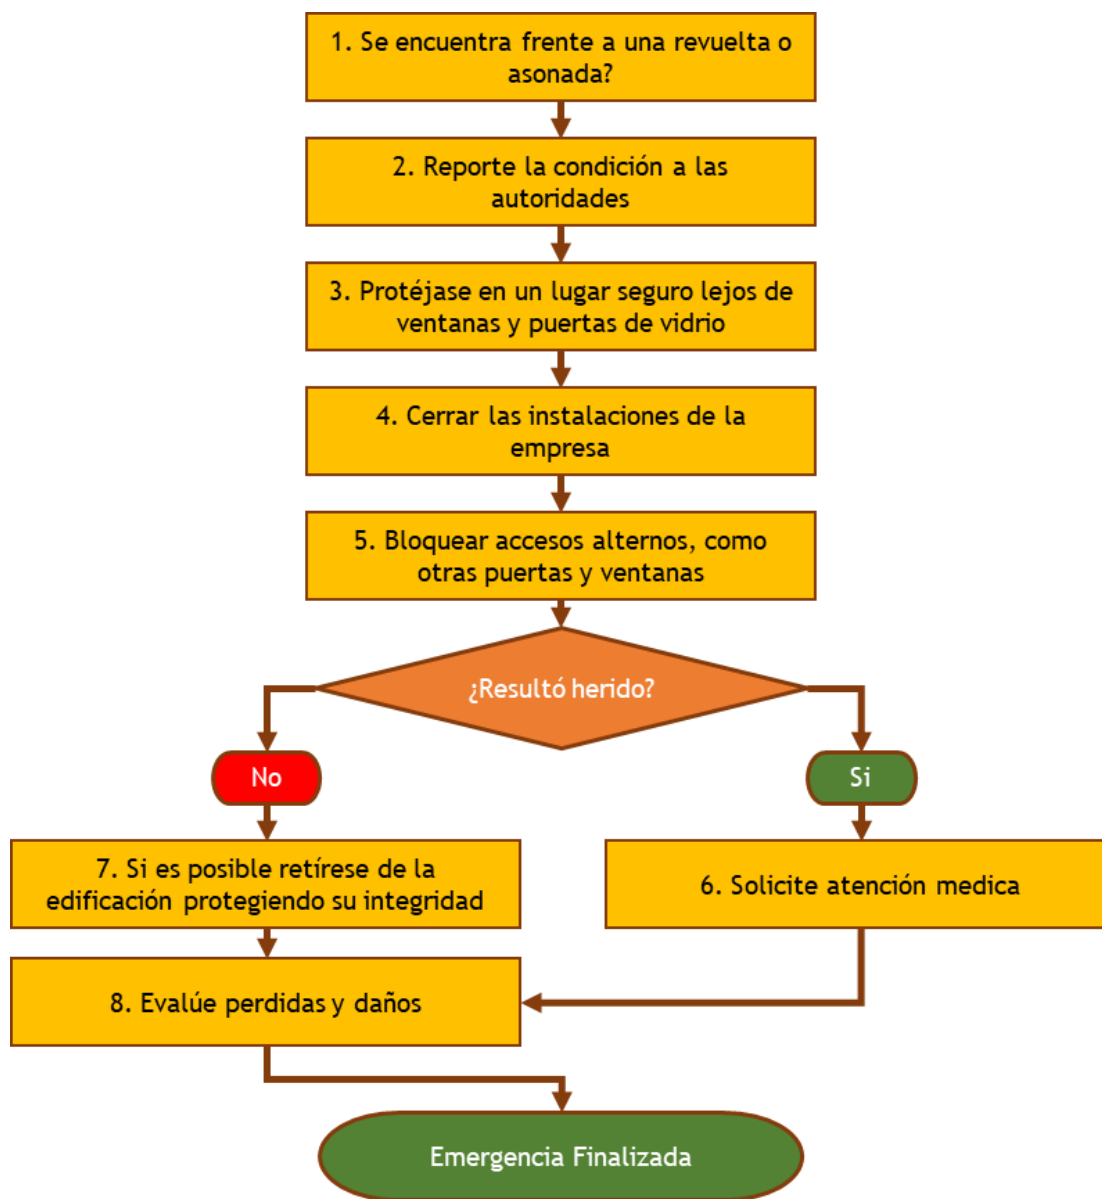 1. Se encuentra frente a una revuelta o
asonada?
2. Reporte la condición a las
autoridades
3. Protéjase en un lugar seguro lejos de
ventanas y puertas de vidrio
4. Cerrar las instalaciones de la
empresa
5. Bloquear accesos alternos, como
otras puertas y ventanas
¿Resultó herido?
No
Si
7. Si es posible retírese de la
edificación protegiendo su integridad
6. Solicite atención medica
8. Evalúe perdidas y daños
Emergencia Finalizada